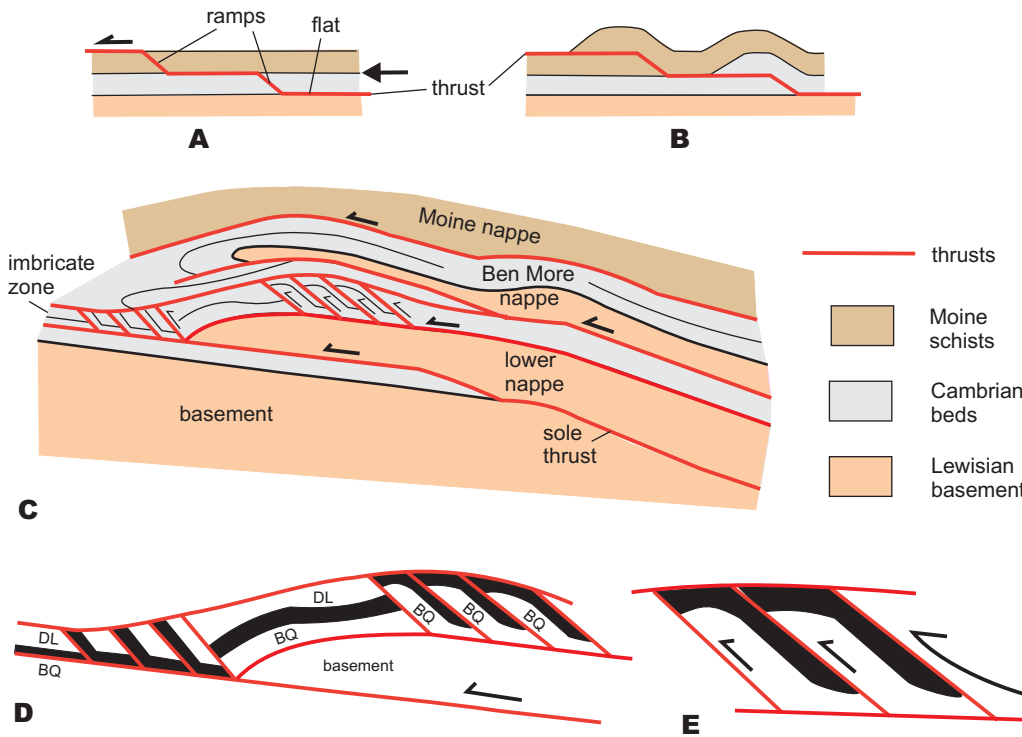 ramps
flat
thrust
A
B
Moine nappe
imbricate
zone
Ben More
nappe
thrusts
Moine
schists
lower
nappe
Cambrian
beds
basement
sole
thrust
Lewisian
basement
C
DL
BQ
BQ
BQ
DL
BQ
BQ
basement
D
E